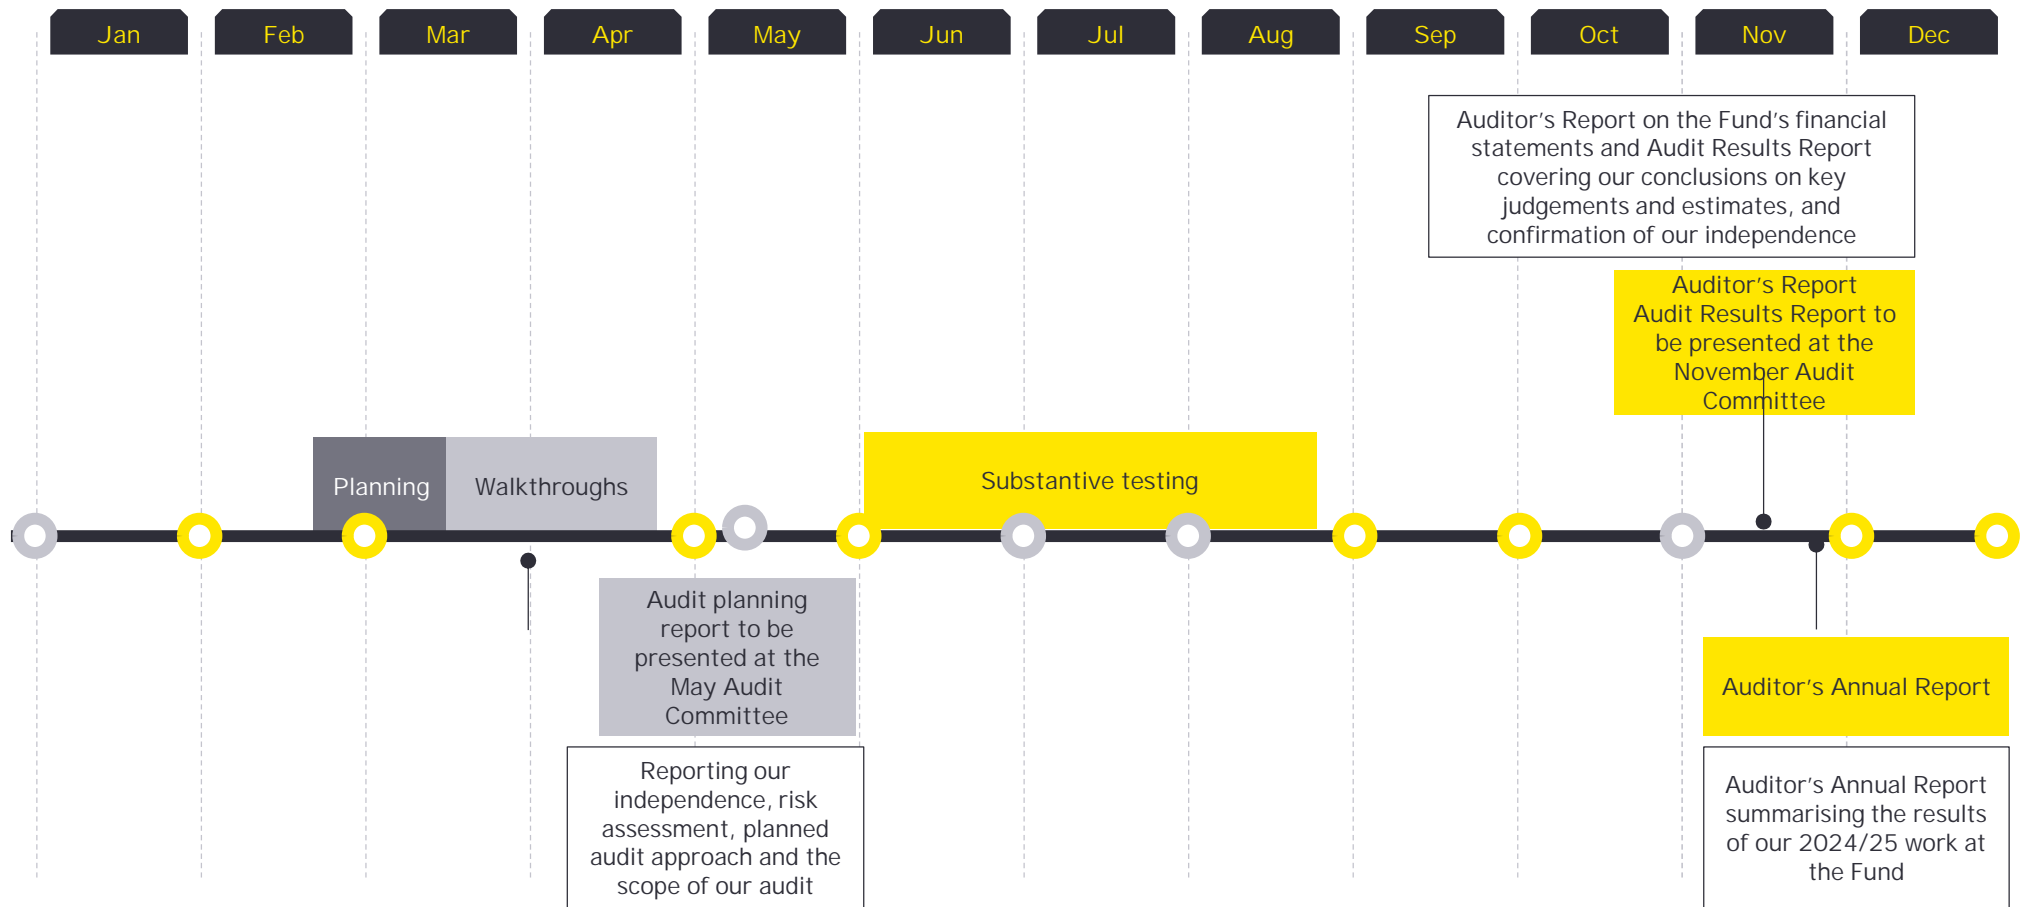 Jan
Feb
Mar
Apr
May
Jun
Jul
Aug
Sep
Oct
Nov
Dec
Auditor's Report on the Fund's financial
statements and Audit Results Report
covering our conclusions on key
judgements and estimates, and
confirmation of our independence
Auditor's Report
Audit Results Report to
be presented at the
November Audit
Committee
Planning
Walkthroughs
Substantive testing
Audit planning
report to be
presented at the
May Audit
Committee
Auditor's Annual Report
Reporting our
independence, risk
assessment, planned
audit approach and the
scope of our audit
Auditor's Annual Report
summarising the results
of our 2024/25 work at
the Fund